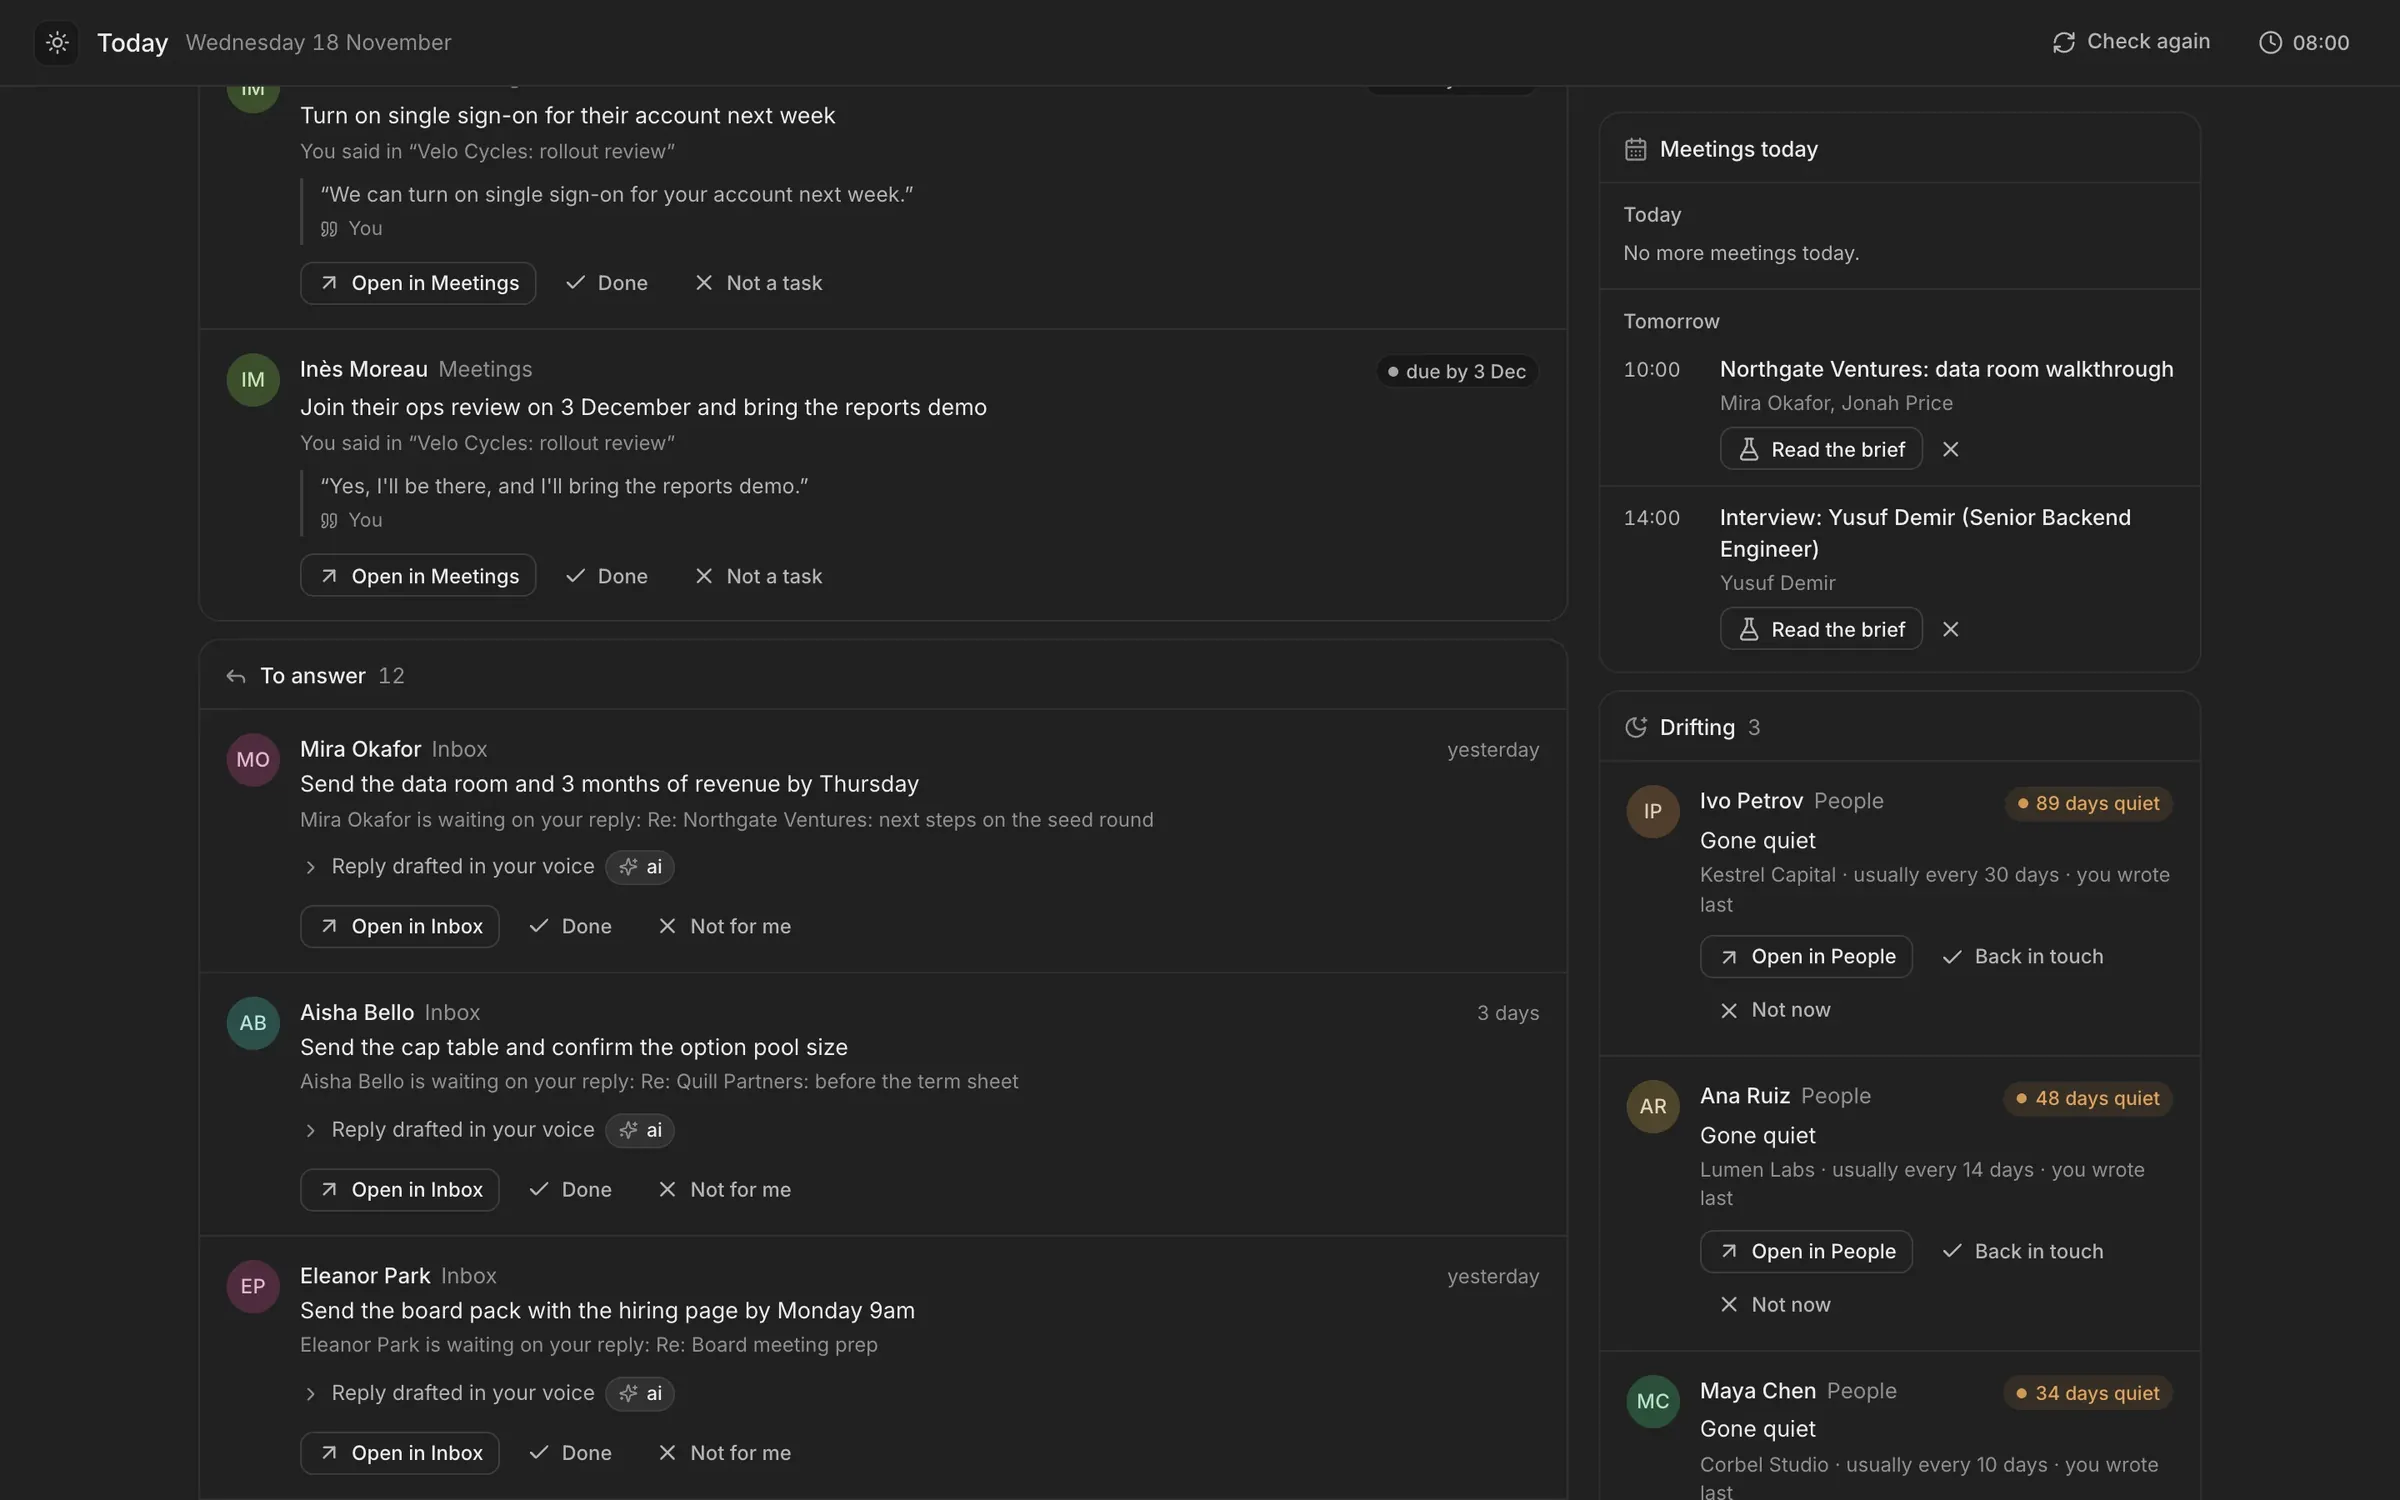 Today Wednesday 18 November
Check again
08:00
IM
Turn on single sign-on for their account next week
You said in “Velo Cycles: rollout review”
“We can turn on single sign-on for your account next week.”
You
Open in Meetings Done Not a task
IM
Inès Moreau Meetings
due by 3 Dec
Join their ops review on 3 December and bring the reports demo
You said in “Velo Cycles: rollout review”
“Yes, I'll be there, and I'll bring the reports demo.”
You
Open in Meetings Done Not a task
To answer 12
MO
Mira Okafor Inbox
yesterday
Send the data room and 3 months of revenue by Thursday
Mira Okafor is waiting on your reply: Re: Northgate Ventures: next steps on the seed round
Reply drafted in your voice ai
Open in Inbox Done Not for me
AB
Aisha Bello Inbox
3 days
Send the cap table and confirm the option pool size
Aisha Bello is waiting on your reply: Re: Quill Partners: before the term sheet
Reply drafted in your voice ai
Open in Inbox Done Not for me
EP
Eleanor Park Inbox
yesterday
Send the board pack with the hiring page by Monday 9am
Eleanor Park is waiting on your reply: Re: Board meeting prep
Reply drafted in your voice ai
Open in Inbox Done Not for me
Meetings today
Today
No more meetings today.
Tomorrow
10:00 Northgate Ventures: data room walkthrough
Mira Okafor, Jonah Price
Read the brief
14:00 Interview: Yusuf Demir (Senior Backend
Engineer)
Yusuf Demir
Read the brief
Drifting 3
IP
Ivo Petrov People
89 days quiet
Gone quiet
Kestrel Capital · usually every 30 days · you wrote
last
Open in People Back in touch
Not now
AR
Ana Ruiz People
48 days quiet
Gone quiet
Lumen Labs · usually every 14 days · you wrote
last
Open in People Back in touch
Not now
MC
Maya Chen People
34 days quiet
Gone quiet
Corbel Studio · usually every 10 days · you wrote
last